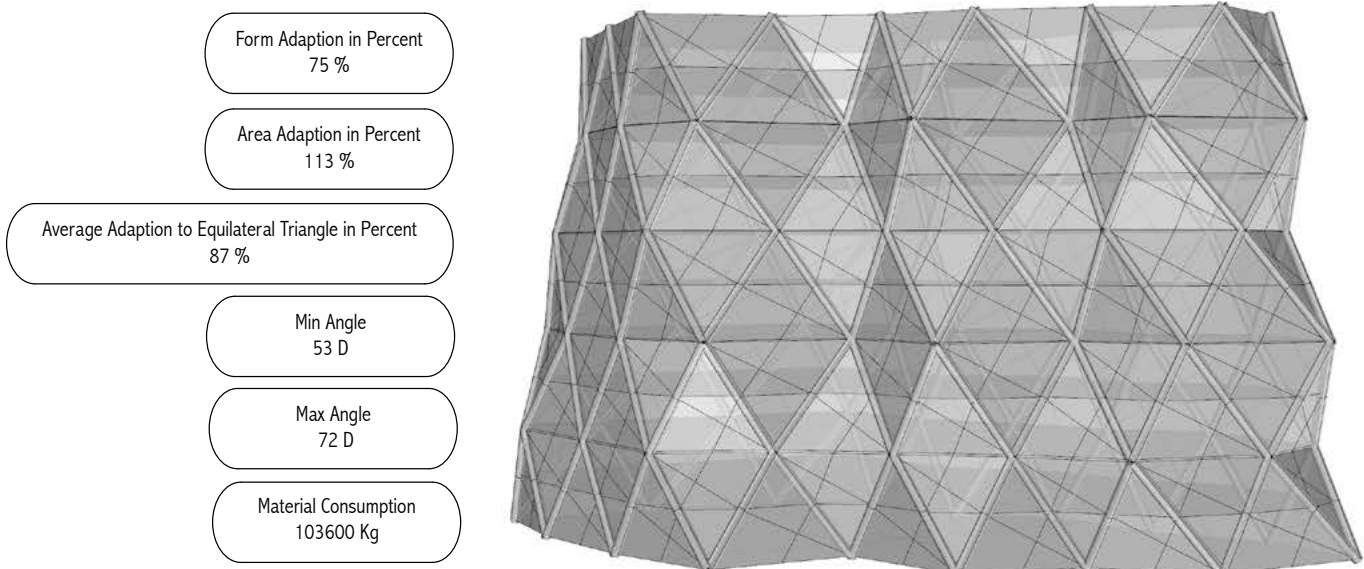 Form Adaption in Percent
75 %
Area Adaption in Percent
113 %
Average Adaption to Equilateral Triangle in Percent
87 %
Min Angle
53 D
Max Angle
72 D
Material Consumption
103600 Kg